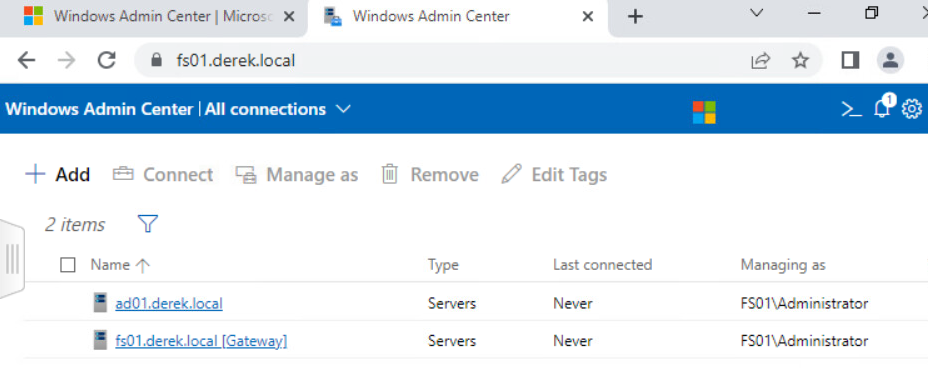 Windows Admin Center | Microsc
Windows Admin Center
fs01.derek.local
Windows Admin Center | All connections
1
Add Connect Manage as Remove Edit Tags
2 items
Name Type Last connected Managing as
ad01.derek.local Servers Never FS01\Administrator
fs01.derek.local [Gateway] Servers Never FS01\Administrator